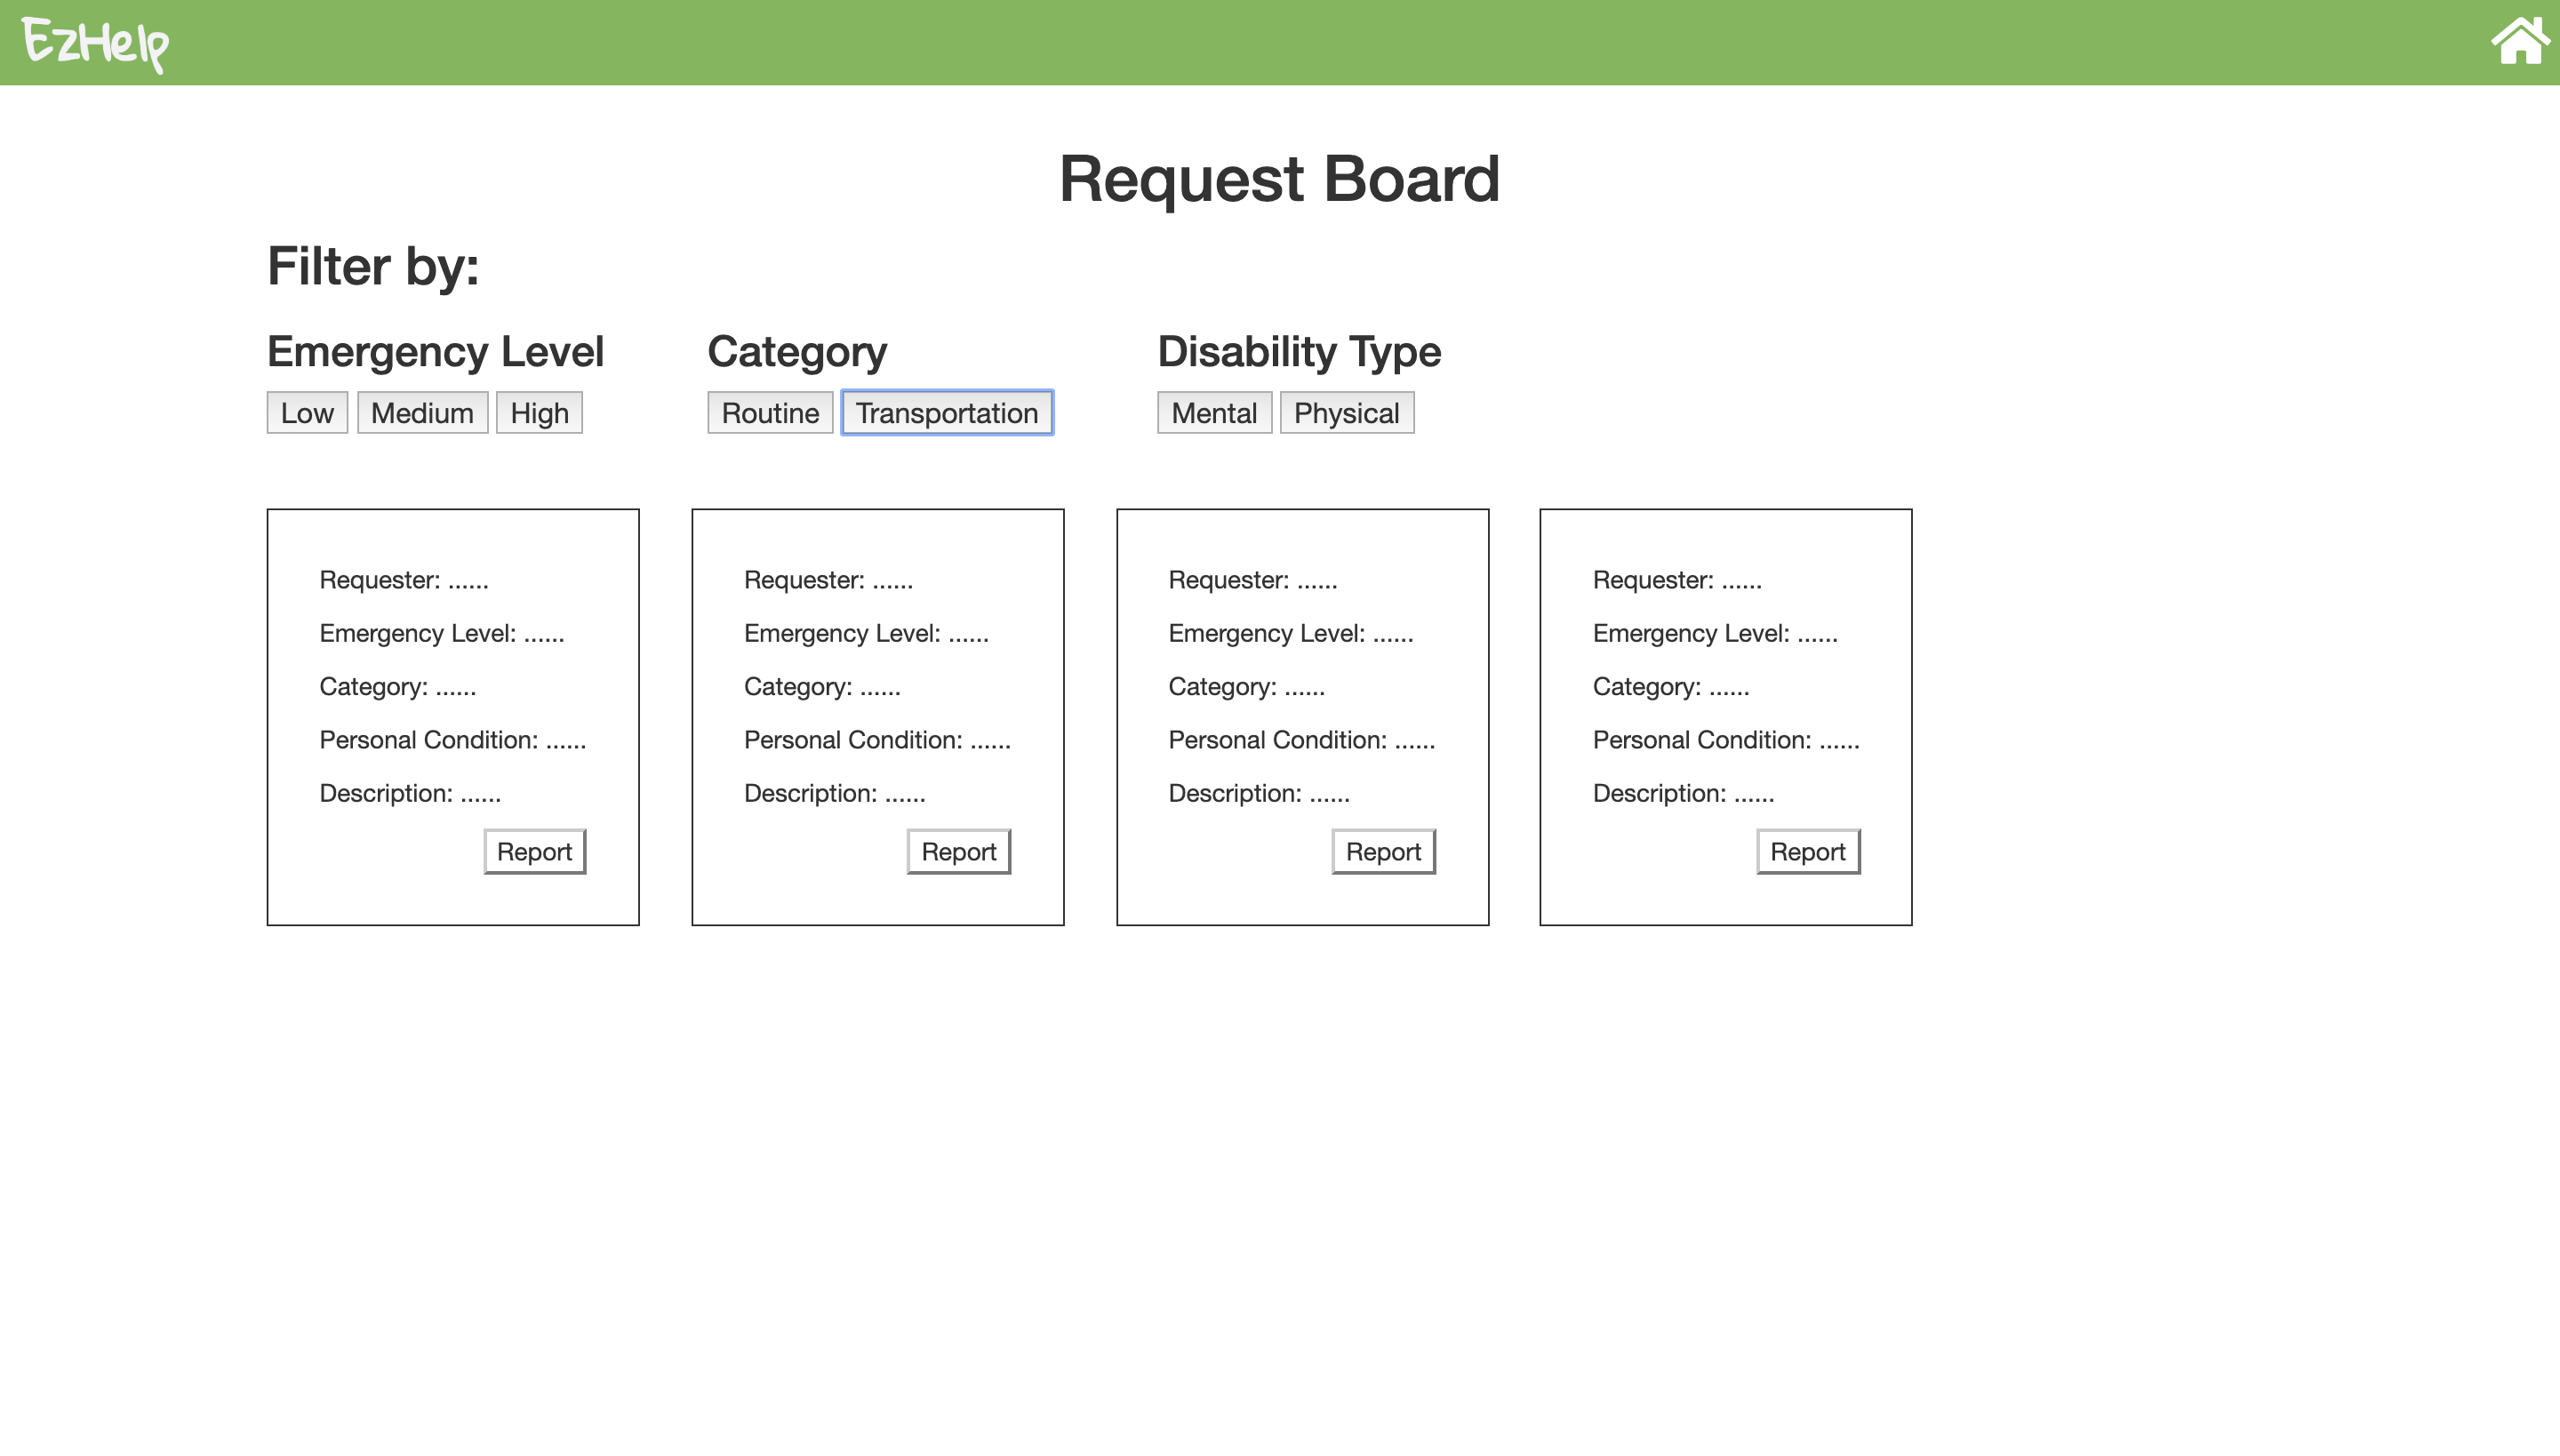 EzHelp
Request Board
Filter by:
Emergency Level
Low Medium High
Category
Routine Transportation
Disability Type
Mental Physical
Requester: ......
Emergency Level: ......
Category: ......
Personal Condition: ......
Description: ......
Report
Requester: ......
Emergency Level: ......
Category: ......
Personal Condition: ......
Description: ......
Report
Requester: ......
Emergency Level: ......
Category: ......
Personal Condition: ......
Description: ......
Report
Requester: ......
Emergency Level: ......
Category: ......
Personal Condition: ......
Description: ......
Report